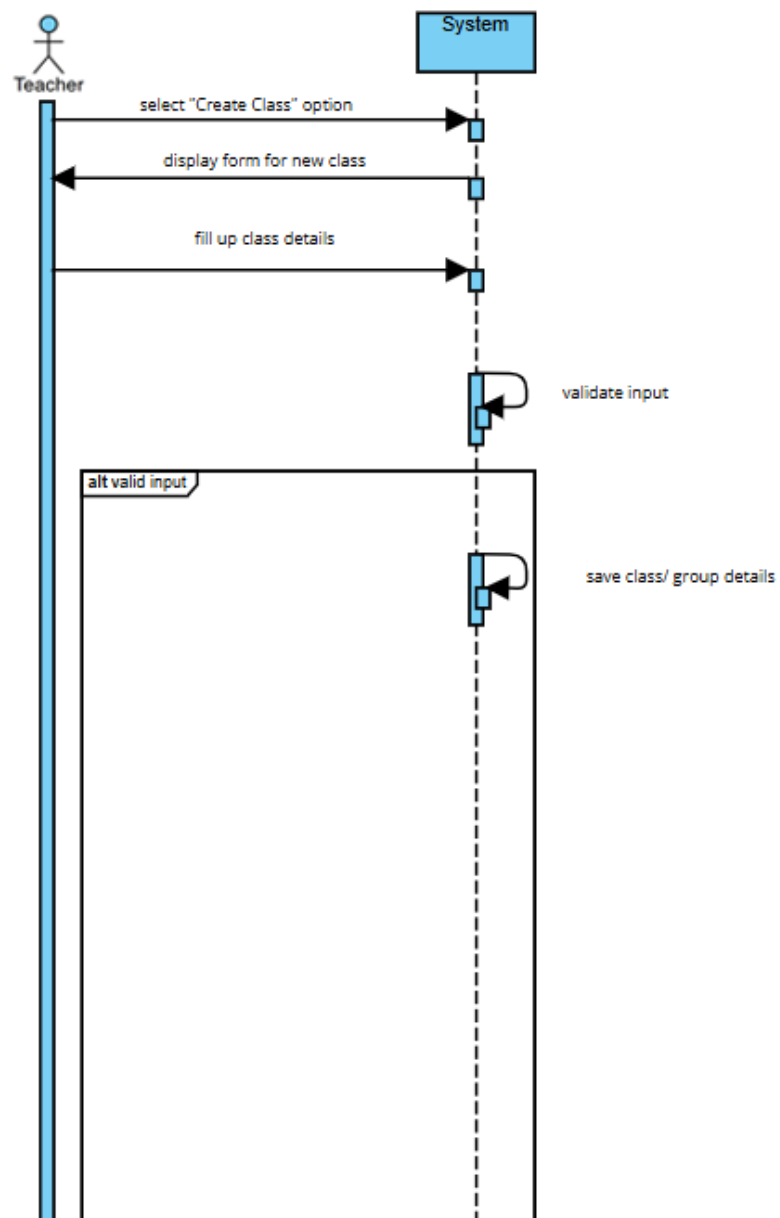 System
Teacher
select "Create Class" option
display form for new class
fill up class details
validate input
alt valid input
save class/ group details